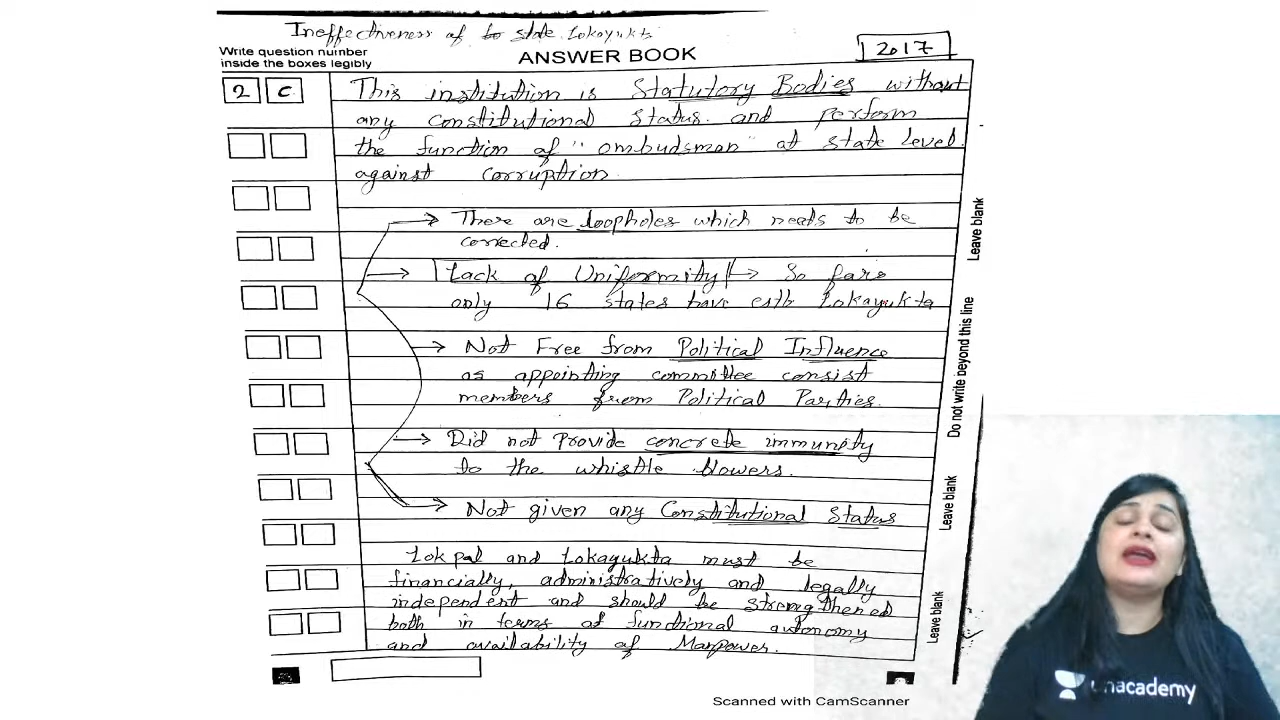 Ineffectiveness of to state Lokayukts
Write question number
inside the boxes legibly
ANSWER BOOK
2017
2 C
This institution is Statutory Bodies without
any constitutional status and perform
the function of "ombudsman" at state level
against corruption.
→ There are loopholes which needs to be
corrected.
→ Lack of Uniformity → So fars
only 16 states have estb Lokayukta
→ Not Free from Political Influence
as appointing committee consist
members from Political Parties.
→ Did not provide concrete immunity
to the whistle blowers.
→ Not given any Constitutional Status
Lokpal and Lokayukta must be
financially, administratively and legally
independent and should be strengthened
both in terms of functional autonomy
and availability of Manpower.
Leave blank
Do not write beyond this line
Leave blank
Leave blank
Scanned with CamScanner
unacademy